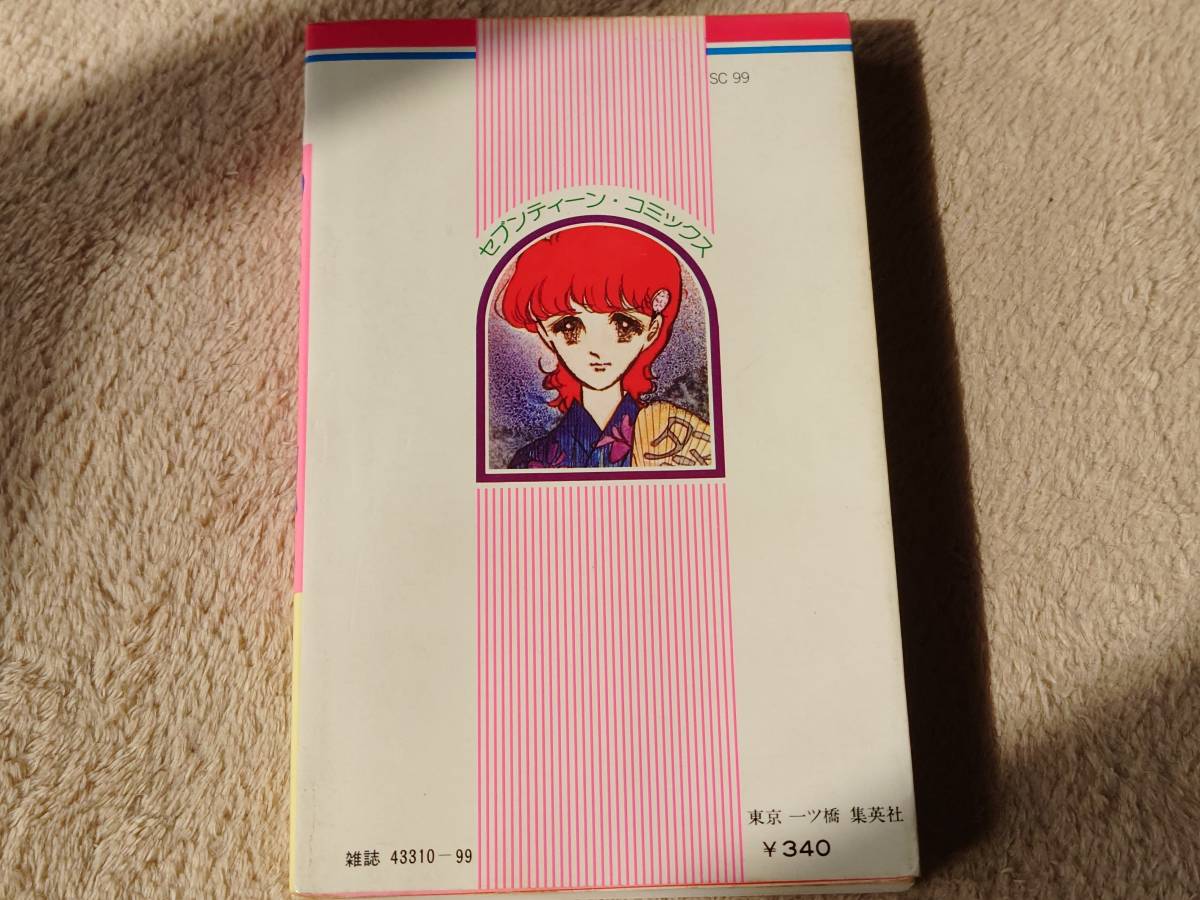 SC 99
セブンティーン・コミックス
東京 一ツ橋 集英社
¥340
雑誌 43310-99